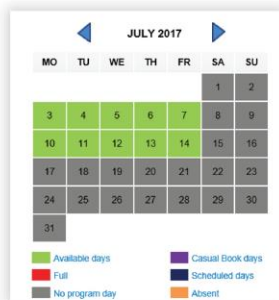 JULY 2017
MO TU WE TH FR SA SU
1 2
3 4 5 6 7 8 9
10 11 12 13 14 15 16
17 18 19 20 21 22 23
24 25 26 27 28 29 30
31
Available days Casual Book days
Full Scheduled days
No program day Absent